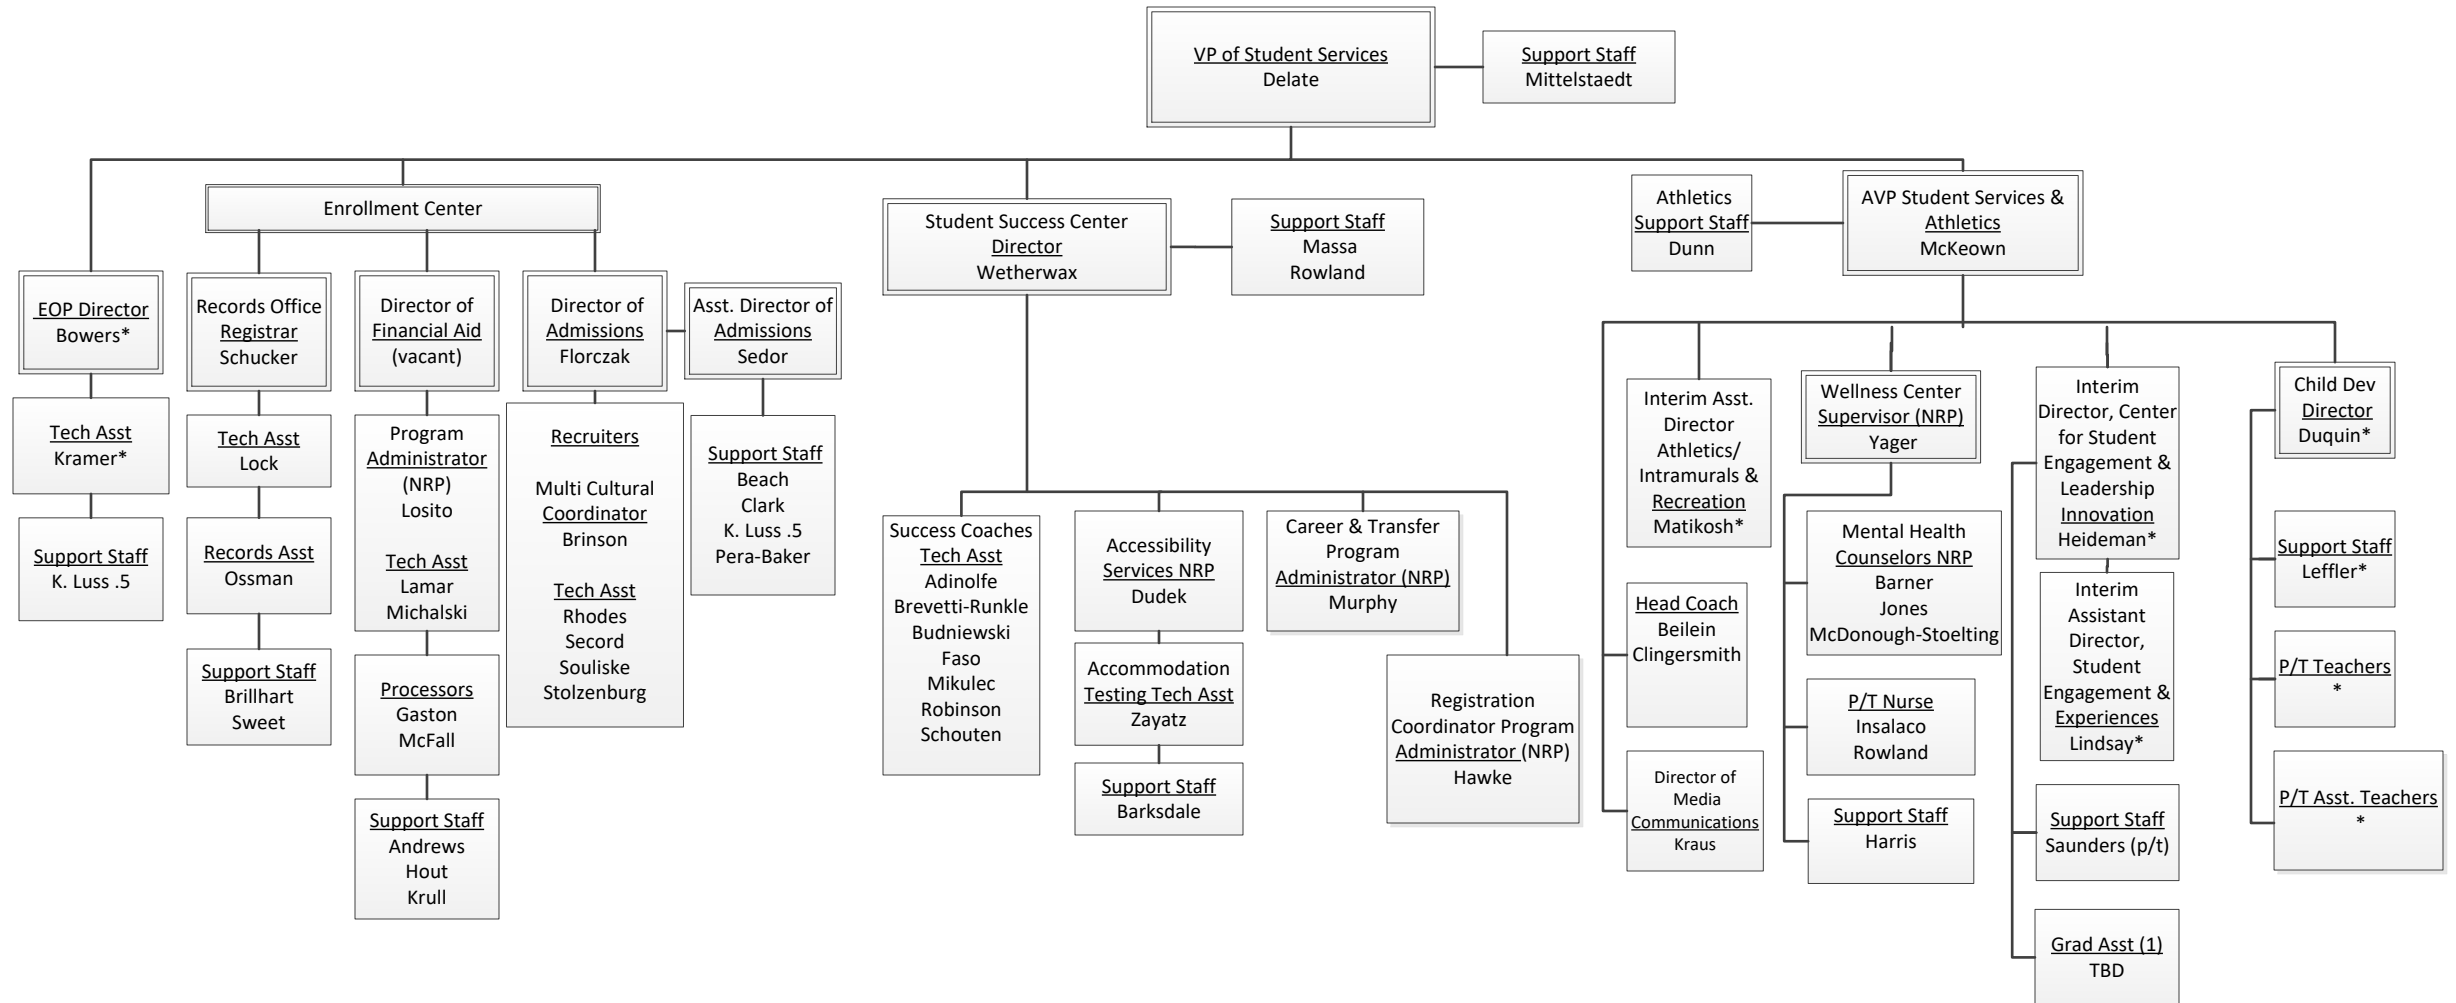 VP of Student Services
Delate
Support Staff
Mittelstaedt
Enrollment Center
Student Success Center
Director
Wetherwax
Support Staff
Massa
Rowland
Athletics
Support Staff
Dunn
AVP Student Services &
Athletics
McKeown
EOP Director
Bowers*
Tech Asst
Kramer*
Support Staff
K. Luss .5
Records Office
Registrar
Schucker
Tech Asst
Lock
Records Asst
Ossman
Support Staff
Brillhart
Sweet
Director of
Financial Aid
(vacant)
Program
Administrator
(NRP)
Losito
Tech Asst
Lamar
Michalski
Processors
Gaston
McFall
Support Staff
Andrews
Hout
Krull
Director of
Admissions
Florczak
Recruiters
Multi Cultural
Coordinator
Brinson
Tech Asst
Rhodes
Secord
Souliske
Stolzenburg
Asst. Director of
Admissions
Sedor
Support Staff
Beach
Clark
K. Luss .5
Pera-Baker
Success Coaches
Tech Asst
Adinolfe
Brevetti-Runkle
Budniewski
Faso
Mikulec
Robinson
Schouten
Accessibility
Services NRP
Dudek
Accommodation
Testing Tech Asst
Zayatz
Support Staff
Barksdale
Career & Transfer
Program
Administrator (NRP)
Murphy
Registration
Coordinator Program
Administrator (NRP)
Hawke
Interim Asst.
Director
Athletics/
Intramurals &
Recreation
Matikosh*
Head Coach
Beilein
Clingersmith
Director of
Media
Communications
Kraus
Wellness Center
Supervisor (NRP)
Yager
Mental Health
Counselors NRP
Barner
Jones
McDonough-Stoelting
P/T Nurse
Insalaco
Rowland
Support Staff
Harris
Interim
Director, Center
for Student
Engagement &
Leadership
Innovation
Heideman*
Interim
Assistant
Director,
Student
Engagement &
Experiences
Lindsay*
Support Staff
Saunders (p/t)
Grad Asst (1)
TBD
Child Dev
Director
Duquin*
Support Staff
Leffler*
P/T Teachers
*
P/T Asst. Teachers
*